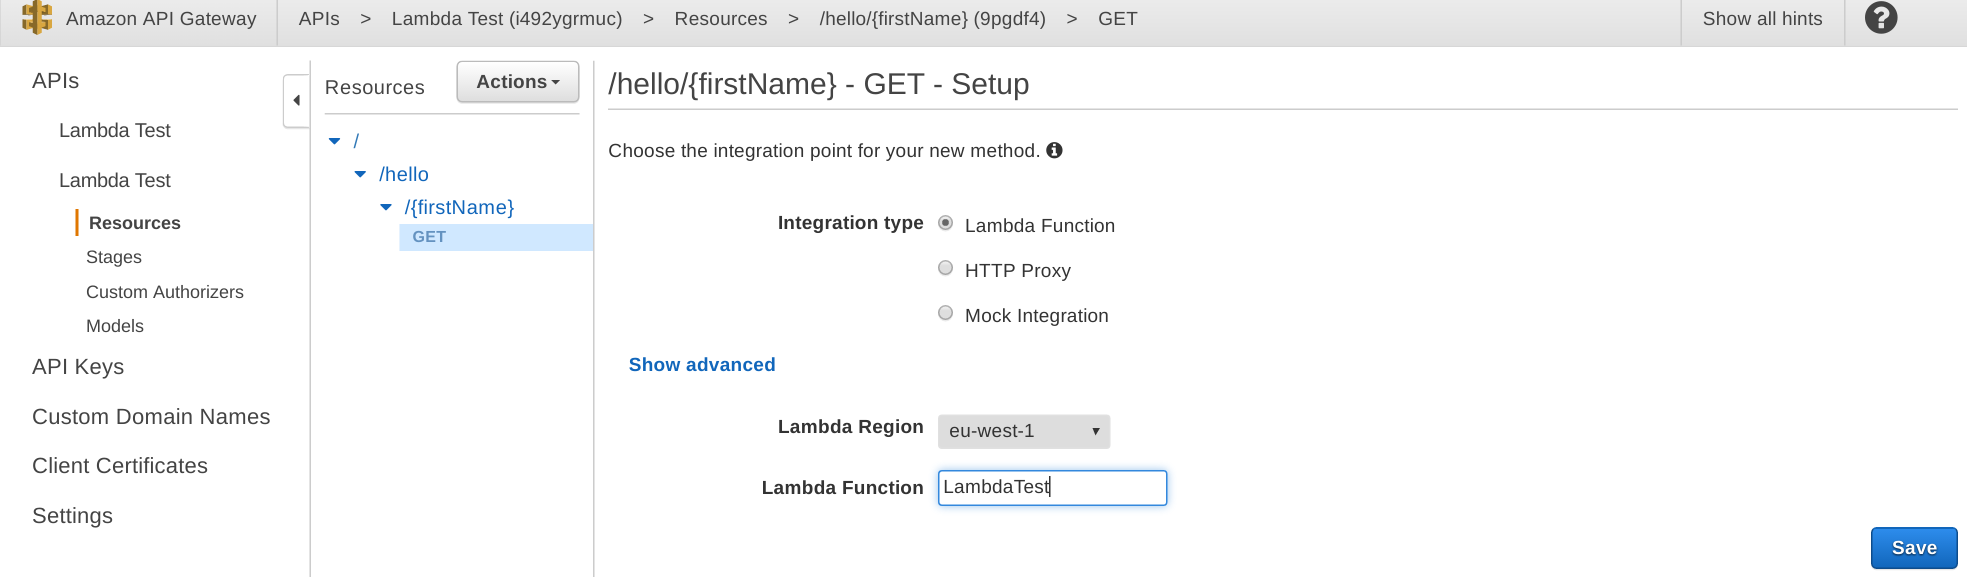 Amazon API Gateway
APIs > Lambda Test (i492ygrmuc) > Resources > /hello/{firstName} (9pgdf4) > GET
Show all hints
?
APIs
Lambda Test
Lambda Test
Resources
Stages
Custom Authorizers
Models
API Keys
Custom Domain Names
Client Certificates
Settings
Resources
Actions
/
/hello
/{firstName}
GET
/hello/{firstName} - GET - Setup
Choose the integration point for your new method.
Integration type
Lambda Function
HTTP Proxy
Mock Integration
Show advanced
Lambda Region eu-west-1
Lambda Function LambdaTest
Save